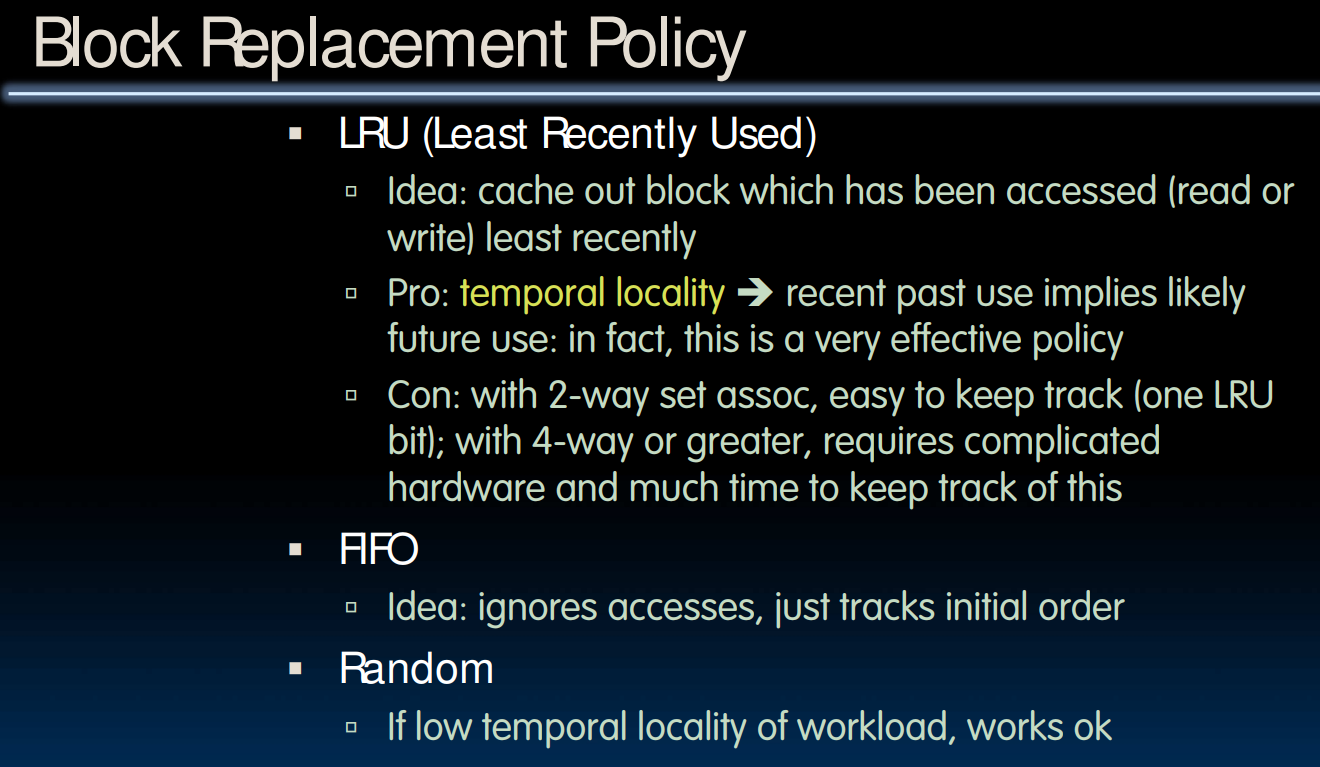 Block Replacement Policy
LRU (Least Recently Used)
Idea: cache out block which has been accessed (read or
write) least recently
Pro: temporal locality ➔ recent past use implies likely
future use: in fact, this is a very effective policy
Con: with 2-way set assoc, easy to keep track (one LRU
bit); with 4-way or greater, requires complicated
hardware and much time to keep track of this
FIFO
Idea: ignores accesses, just tracks initial order
Random
If low temporal locality of workload, works ok